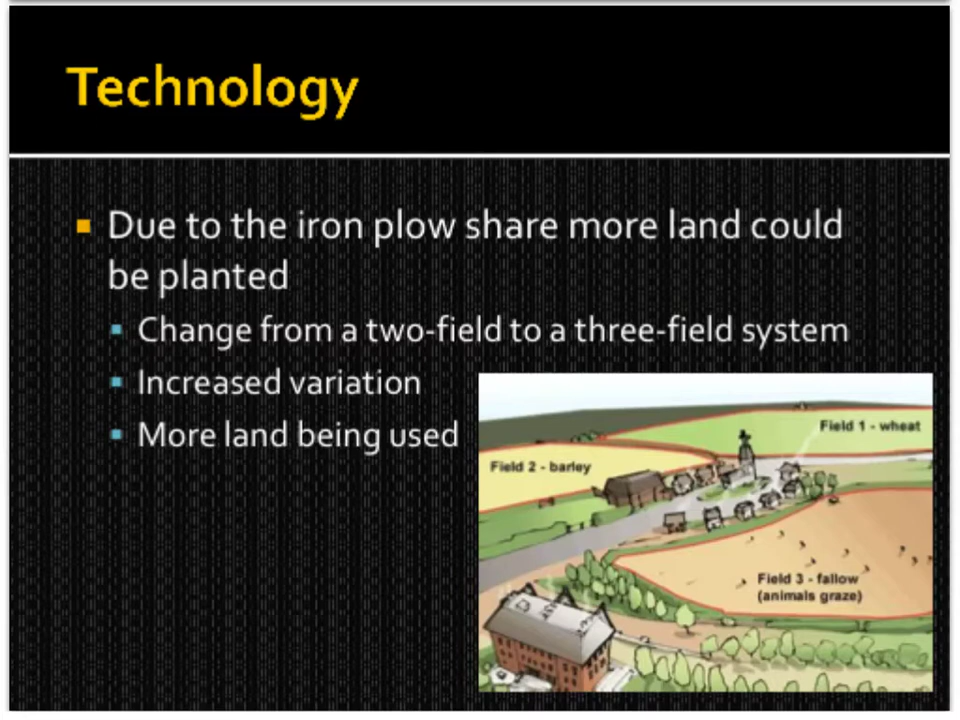 Technology
Due to the iron plow share more land could
be planted
Change from a two-field to a three-field system
Increased variation
More land being used
Field 1 - wheat
Field 2 - barley
Field 3 - fallow
(animals graze)